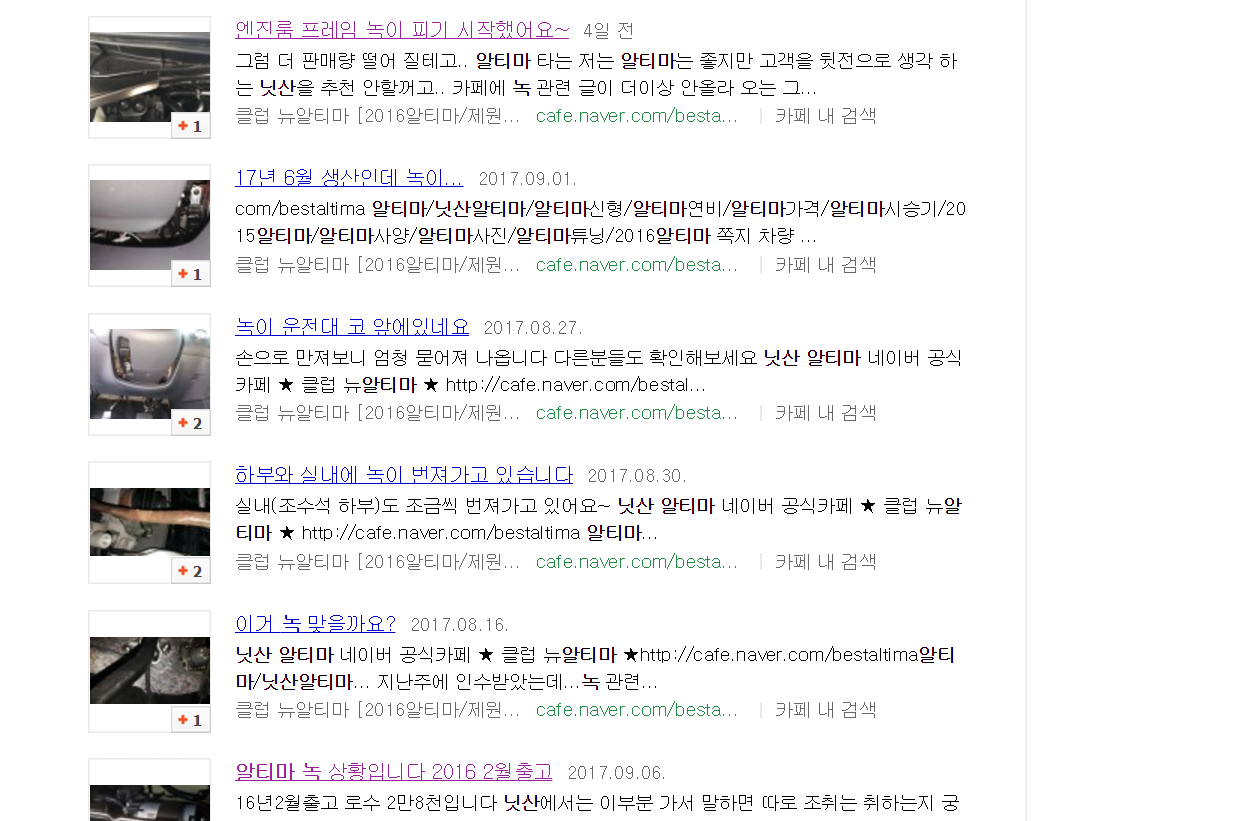 엔진룸 프레임 녹이 피기 시작했어요~ 4일 전
그럼 더 판매량 떨어 질테고.. 알티마 타는 저는 알티마는 좋지만 고객을 뒷전으로 생각 하
는 닛산을 추천 안할꺼고.. 카페에 녹 관련 글이 더이상 안올라 오는 그...
+ 1
클럽 뉴알티마 [2016알티마/제원... cafe.naver.com/besta... | 카페 내 검색
17년 6월 생산인데 녹이... 2017.09.01.
com/bestaltima 알티마/닛산알티마/알티마신형/알티마연비/알티마가격/알티마시승기/20
15알티마/알티마사양/알티마사진/알티마튜닝/2016알티마 쪽지 차량 ...
+ 1
클럽 뉴알티마 [2016알티마/제원... cafe.naver.com/besta... | 카페 내 검색
녹이 운전대 코 앞에있네요 2017.08.27.
손으로 만져보니 엄청 묻어져 나옵니다 다른분들도 확인해보세요 닛산 알티마 네이버 공식
카페 ★ 클럽 뉴알티마 ★ http://cafe.naver.com/bestal...
+ 2
클럽 뉴알티마 [2016알티마/제원... cafe.naver.com/besta... | 카페 내 검색
하부와 실내에 녹이 번져가고 있습니다 2017.08.30.
실내(조수석 하부)도 조금씩 번져가고 있어요~ 닛산 알티마 네이버 공식카페 ★ 클럽 뉴알
티마 ★ http://cafe.naver.com/bestaltima 알티마...
+ 2
클럽 뉴알티마 [2016알티마/제원... cafe.naver.com/besta... | 카페 내 검색
이거 녹 맞을까요? 2017.08.16.
닛산 알티마 네이버 공식카페 ★ 클럽 뉴알티마 ★http://cafe.naver.com/bestaltima알티
마/닛산알티마... 지난주에 인수받았는데...녹 관련...
+ 1
클럽 뉴알티마 [2016알티마/제원... cafe.naver.com/besta... | 카페 내 검색
알티마 녹 상황입니다 2016 2월출고 2017.09.06.
16년2월출고 로수 2만8천입니다 닛산에서는 이부분 가서 말하면 따로 조취는 취하는지 궁